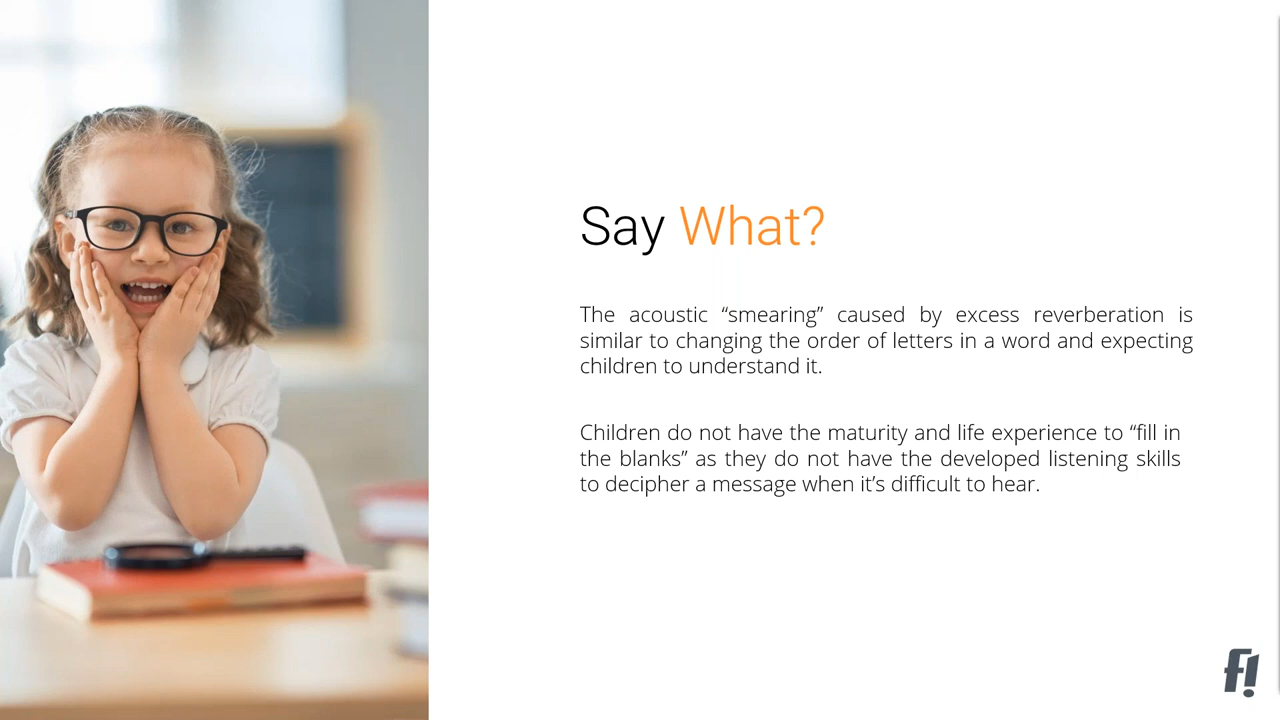 Say What?
The acoustic “smearing” caused by excess reverberation is
similar to changing the order of letters in a word and expecting
children to understand it.
Children do not have the maturity and life experience to “fill in
the blanks” as they do not have the developed listening skills
to decipher a message when it’s difficult to hear.
f!